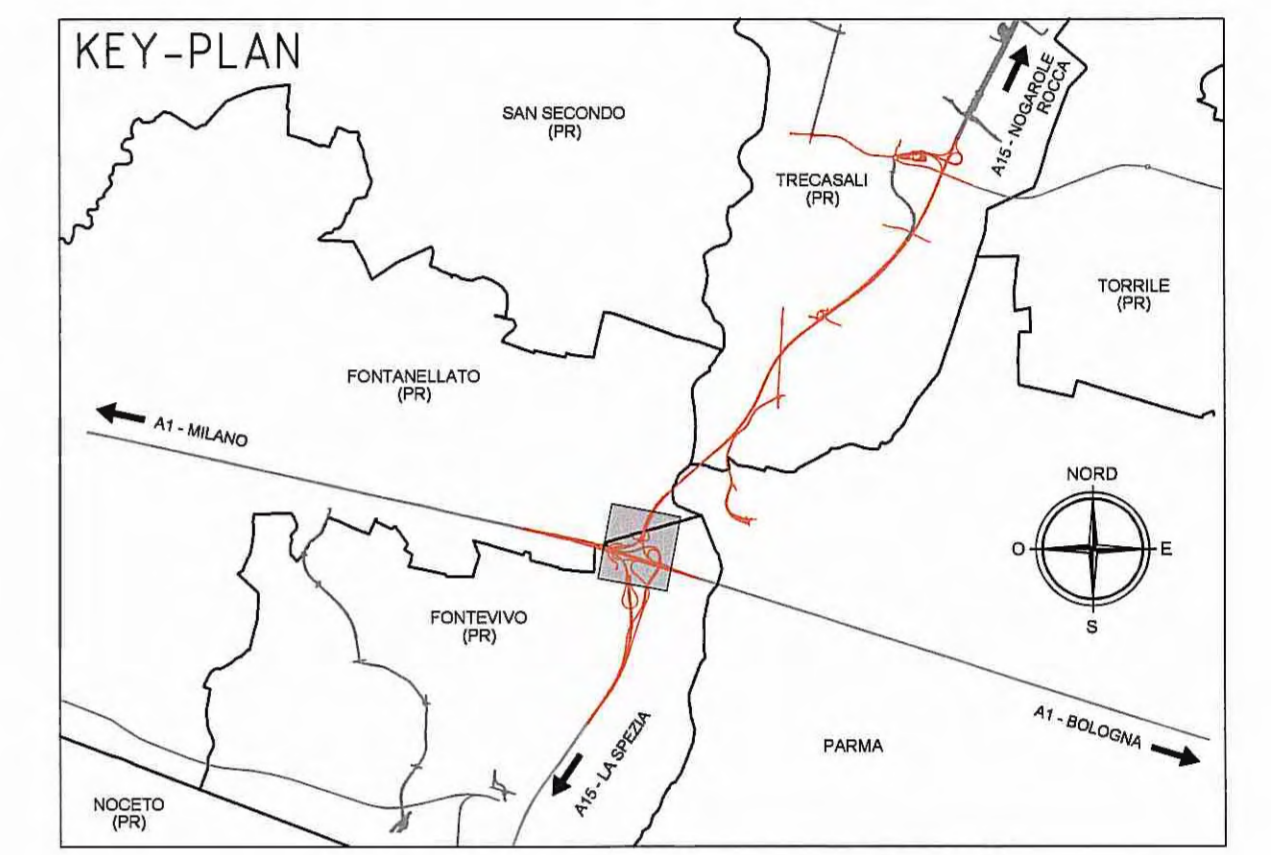 KEY-PLAN
SAN SECONDO
(PR)
A15 - NOGAROLE
ROCCA
TRECASALI
(PR)
TORRILE
(PR)
FONTANELLATO
(PR)
A1 - MILANO
NORD
O
E
S
FONTEVIVO
(PR)
A15 - LA SPEZIA
A1 - BOLOGNA
PARMA
NOCETO
(PR)